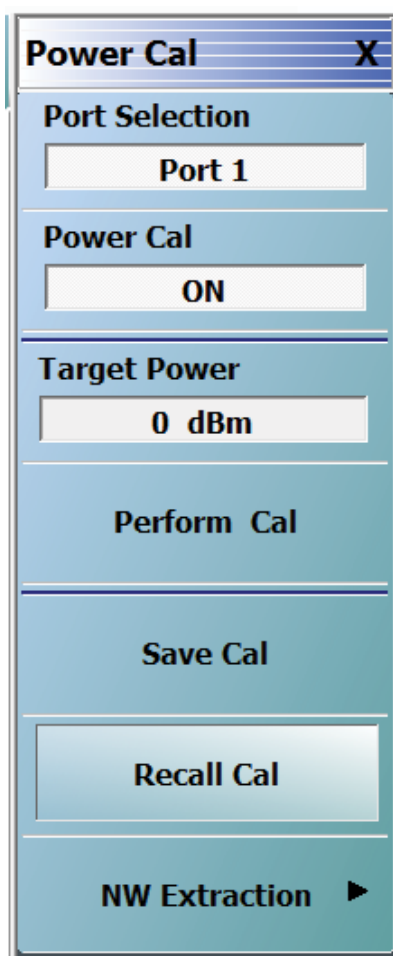 Power Cal X
Port Selection
Port 1
Power Cal
ON
Target Power
0 dBm
Perform Cal
Save Cal
Recall Cal
NW Extraction